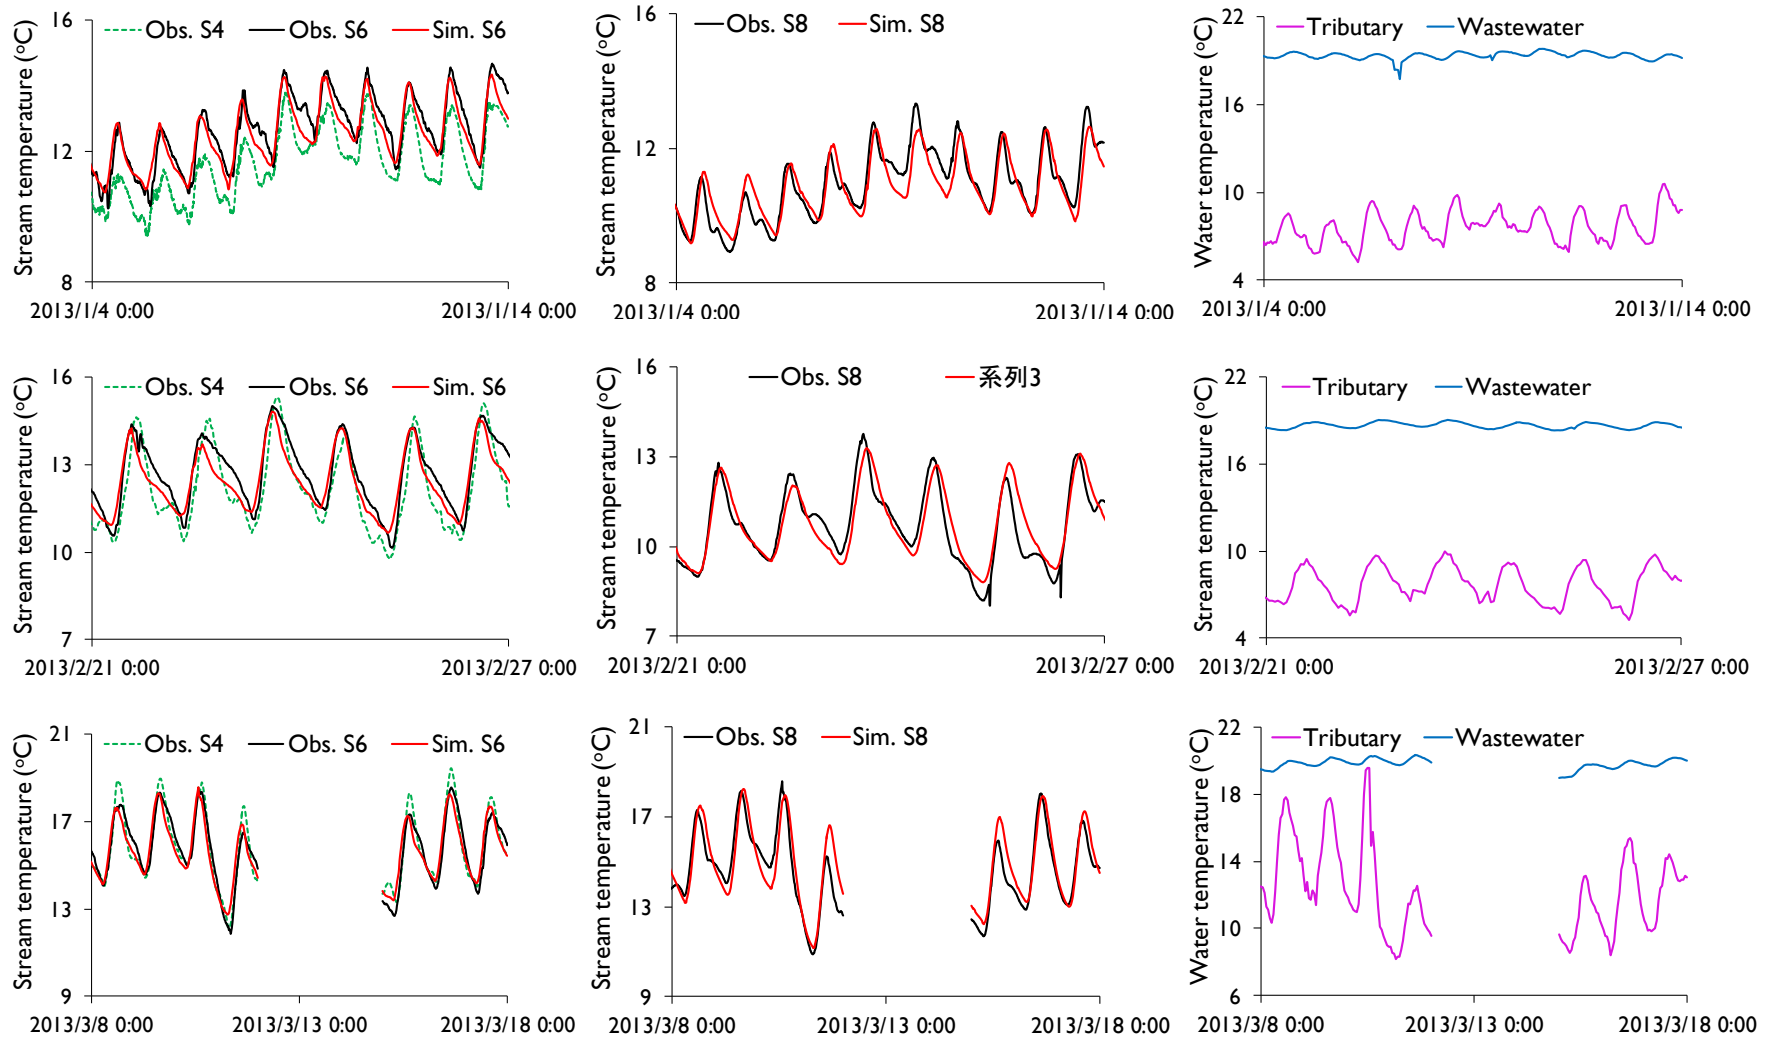 Stream temperature (°C)
16
12
8
Obs. S4
Obs. S6
Sim. S6
2013/1/4 0:00
2013/1/14 0:00
Stream temperature (°C)
16
12
8
Obs. S8
Sim. S8
2013/1/4 0:00
2013/1/14 0:00
Water temperature (°C)
22
16
10
4
Tributary
Wastewater
2013/1/4 0:00
2013/1/14 0:00
Stream temperature (°C)
16
13
10
7
Obs. S4
Obs. S6
Sim. S6
2013/2/21 0:00
2013/2/27 0:00
Stream temperature (°C)
16
13
10
7
Obs. S8
系列3
2013/2/21 0:00
2013/2/27 0:00
Stream temperature (°C)
22
16
10
4
Tributary
Wastewater
2013/2/21 0:00
2013/2/27 0:00
Stream temperature (°C)
21
17
13
9
Obs. S4
Obs. S6
Sim. S6
2013/3/8 0:00
2013/3/13 0:00
2013/3/18 0:00
Stream temperature (°C)
21
17
13
9
Obs. S8
Sim. S8
2013/3/8 0:00
2013/3/13 0:00
2013/3/18 0:00
Water temperature (°C)
22
18
14
10
6
Tributary
Wastewater
2013/3/8 0:00
2013/3/13 0:00
2013/3/18 0:00